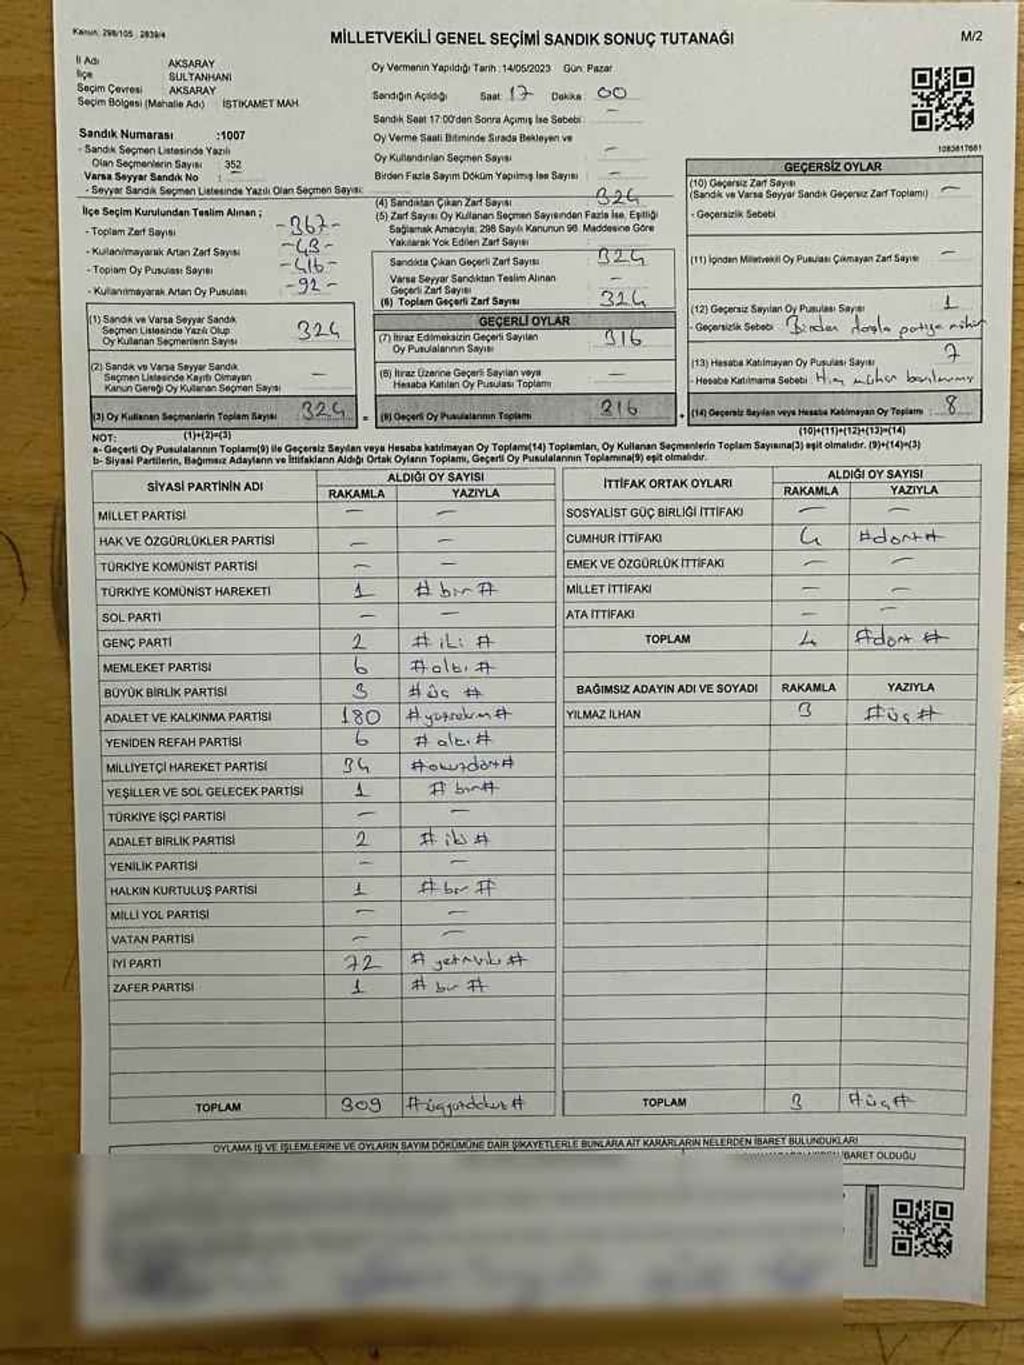 Kanun: 298/105 2839/4
MİLLETVEKİLİ GENEL SEÇİMİ SANDIK SONUÇ TUTANAĞI
M/2
İl Adı AKSARAY
İlçe SULTANHANI
Seçim Çevresi AKSARAY
Seçim Bölgesi (Mahalle Adı) İSTİKAMET MAH.
Sandık Numarası :1007
- Sandık Seçmen Listesinde Yazılı
Olan Seçmenlerin Sayısı 352
Varsa Seyyar Sandık No : —
- Seyyar Sandık Seçmen Listesinde Yazılı Olan Seçmen Sayısı:
Oy Vermenin Yapıldığı Tarih :14/05/2023 Gün: Pazar
Sandığın Açıldığı Saat: 17 Dakika: 00
Sandık Saat 17:00'den Sonra Açımış İse Sebebi : —
Oy Verme Saati Bitiminde Sırada Bekleyen ve
Oy Kullandırılan Seçmen Sayısı : —
Birden Fazla Sayım Döküm Yapılmış İse Sayısı : —
1083617681
İlçe Seçim Kurulundan Teslim Alınan ;
- Toplam Zarf Sayısı : -367-
- Kullanılmayarak Artan Zarf Sayısı : -43-
- Toplam Oy Pusulası Sayısı : -416-
- Kullanılmayarak Artan Oy Pusulası : -92-
(1) Sandık ve Varsa Seyyar Sandık
Seçmen Listesinde Yazılı Olup
Oy Kullanan Seçmenlerin Sayısı : 324
(2) Varsa Seyyar Sandık
Seçmen Listesinde Kayıtlı Olmayan
Kanun Gereği Oy Kullanan Seçmen Sayısı : —
(3) Oy Kullanan Seçmenlerin Toplam Sayısı : 324
(1)+(2)=(3)
(4) Sandıktan Çıkan Zarf Sayısı : 324
(5) Zarf Sayısı Oy Kullanan Seçmen Sayısından Fazla İse, Eşitliği
Sağlamak Amacıyla, 298 Sayılı Kanunun 98. Maddesine Göre
Yakılarak Yok Edilen Zarf Sayısı :
Sandıkta Çıkan Geçerli Zarf Sayısı : 324
Varsa Seyyar Sandıktan Teslim Alınan
Geçerli Zarf Sayısı : —
(6) Toplam Geçerli Zarf Sayısı : 324
GEÇERLİ OYLAR
(7) İtiraz Edilmeksizin Geçerli Sayılan
Oy Pusulalarının Sayısı : 316
(8) İtiraz Üzerine Geçerli Sayılan veya
Hesaba Katılan Oy Pusulası Toplamı : —
= (9) Geçerli Oy Pusulalarının Toplamı : 316
GEÇERSİZ OYLAR
(10) Geçersiz Zarf Sayısı : —
(Sandık ve Varsa Seyyar Sandık Geçersiz Zarf Toplamı)
- Geçersizlik Sebebi :
(11) İçinden Milletvekili Oy Pusulası Çıkmayan Zarf Sayısı : —
(12) Geçersiz Sayılan Oy Pusulası Sayısı : 1
- Geçersizlik Sebebi : Birden fazla partiye mühür
(13) Hesaba Katılmayan Oy Pusulası Sayısı : 7
- Hesaba Katılmama Sebebi : Hiç mühür basılmamış
+ (14) Geçersiz Sayılan veya Hesaba Katılmayan Oy Toplamı : 8
(10)+(11)+(12)+(13)=(14)
NOT:
a- Geçerli Oy Pusulalarının Toplamı(9) ile Geçersiz Sayılan veya Hesaba katılmayan Oy Toplamı(14) Toplamları, Oy Kullanan Seçmenlerin Toplam Sayısına(3) eşit olmalıdır. (9)+(14)=(3)
b- Siyasi Partilerin, Bağımsız Adayların ve İttifakların Aldığı Ortak Oyların Toplamı, Geçerli Oy Pusulalarının Toplamına(9) eşit olmalıdır.
SİYASİ PARTİNİN ADI ALDIĞI OY SAYISI
RAKAMLA YAZIYLA
MİLLET PARTİSİ — —
HAK VE ÖZGÜRLÜKLER PARTİSİ — —
TÜRKİYE KOMÜNİST PARTİSİ — —
TÜRKİYE KOMÜNİST HAREKETİ 1 #bir#
SOL PARTİ — —
GENÇ PARTİ 2 #iki#
MEMLEKET PARTİSİ 6 #altı#
BÜYÜK BİRLİK PARTİSİ 3 #üç#
ADALET VE KALKINMA PARTİSİ 180 #yüzseksen#
YENİDEN REFAH PARTİSİ 6 #altı#
MİLLİYETÇİ HAREKET PARTİSİ 34 #otuzdört#
YEŞİLLER VE SOL GELECEK PARTİSİ 1 #bir#
TÜRKİYE İŞÇİ PARTİSİ — —
ADALET BİRLİK PARTİSİ 2 #iki#
YENİLİK PARTİSİ — —
HALKIN KURTULUŞ PARTİSİ 1 #bir#
MİLLİ YOL PARTİSİ — —
VATAN PARTİSİ — —
İYİ PARTİ 72 #yetmişiki#
ZAFER PARTİSİ 1 #bir#
TOPLAM 309 #üçyüzdokuz#
İTTİFAK ORTAK OYLARI ALDIĞI OY SAYISI
RAKAMLA YAZIYLA
SOSYALİST GÜÇ BİRLİĞİ İTTİFAKI — —
CUMHUR İTTİFAKI 4 #dört#
EMEK VE ÖZGÜRLÜK İTTİFAKI — —
MİLLET İTTİFAKI — —
ATA İTTİFAKI — —
TOPLAM 4 #dört#
BAĞIMSIZ ADAYIN ADI VE SOYADI RAKAMLA YAZIYLA
YILMAZ İLHAN 3 #üç#
TOPLAM 3 #üç#
OYLAMA İŞ VE İŞLEMLERİNE VE OYLARIN SAYIM DÖKÜMÜNE DAİR ŞİKAYETLERLE BUNLARA AİT KARARLARIN NELERDEN İBARET BULUNDUKLARI
İBARET OLDUĞU